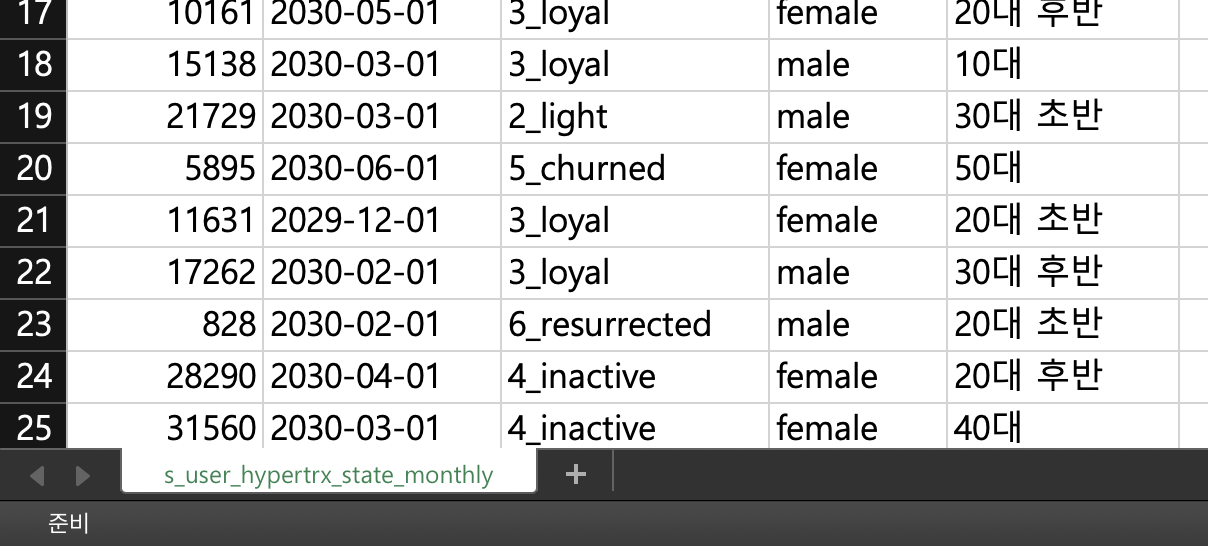 17 10161 2030-05-01 3_loyal female 20대 후반
18 15138 2030-03-01 3_loyal male 10대
19 21729 2030-03-01 2_light male 30대 초반
20 5895 2030-06-01 5_churned female 50대
21 11631 2029-12-01 3_loyal female 20대 초반
22 17262 2030-02-01 3_loyal male 30대 후반
23 828 2030-02-01 6_resurrected male 20대 초반
24 28290 2030-04-01 4_inactive female 20대 후반
25 31560 2030-03-01 4_inactive female 40대
s_user_hypertrx_state_monthly
준비